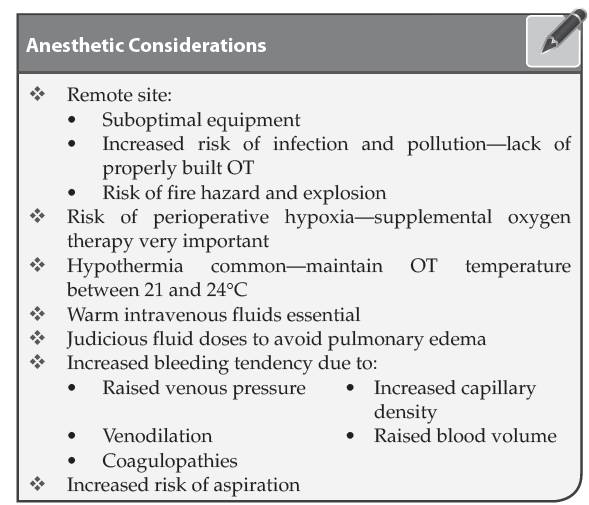 Anesthetic Considerations
❖ Remote site:
• Suboptimal equipment
• Increased risk of infection and pollution—lack of
properly built OT
• Risk of fire hazard and explosion
❖ Risk of perioperative hypoxia—supplemental oxygen
therapy very important
❖ Hypothermia common—maintain OT temperature
between 21 and 24°C
❖ Warm intravenous fluids essential
❖ Judicious fluid doses to avoid pulmonary edema
❖ Increased bleeding tendency due to:
• Raised venous pressure • Increased capillary
density
• Venodilation • Raised blood volume
• Coagulopathies
❖ Increased risk of aspiration